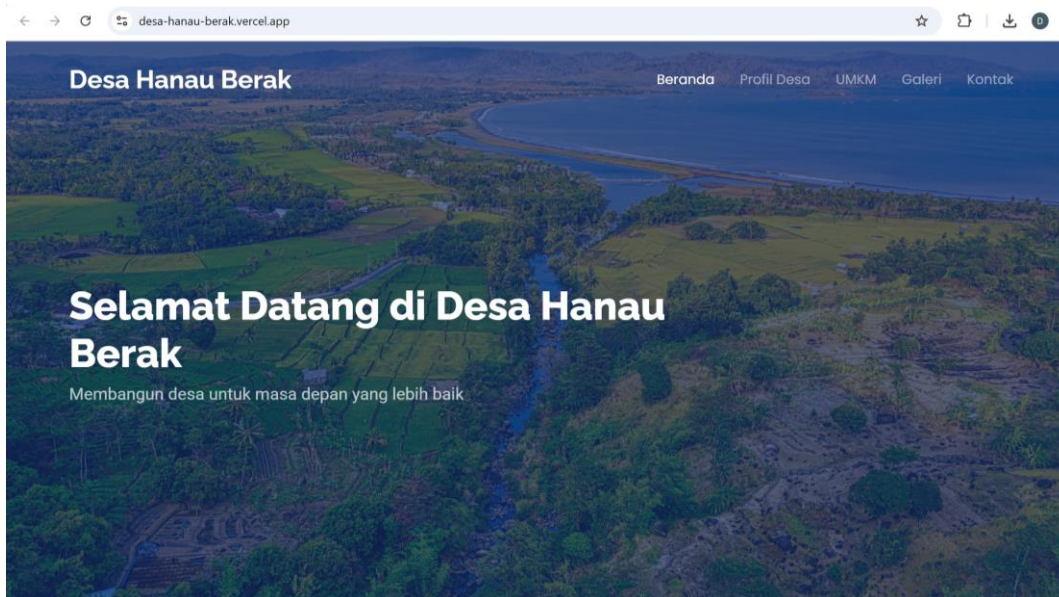 desa-hanau-berak.vercel.app
D
Desa Hanau Berak
Beranda Profil Desa UMKM Galeri Kontak
Selamat Datang di Desa Hanau
Berak
Membangun desa untuk masa depan yang lebih baik